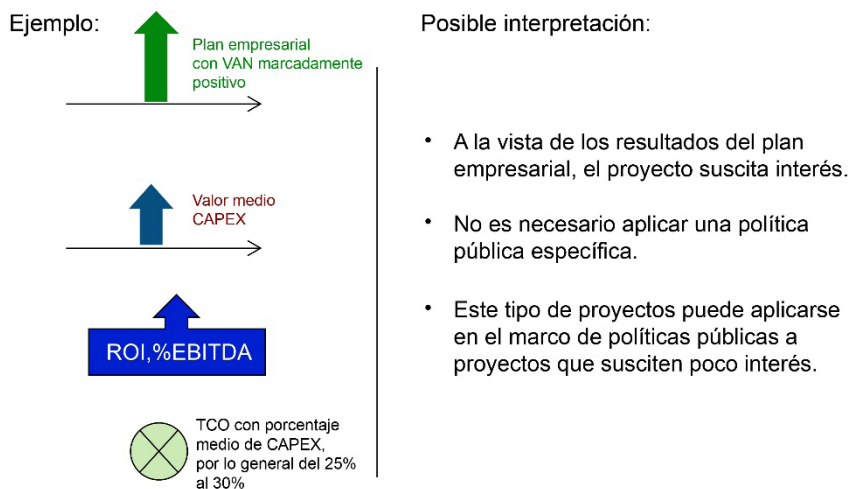 Ejemplo:
Plan empresarial
con VAN marcadamente
positivo
Valor medio
CAPEX
ROI,%EBITDA
TCO con porcentaje
medio de CAPEX,
por lo general del 25%
al 30%
Posible interpretación:
• A la vista de los resultados del plan
empresarial, el proyecto suscita interés.
• No es necesario aplicar una política
pública específica.
• Este tipo de proyectos puede aplicarse
en el marco de políticas públicas a
proyectos que susciten poco interés.